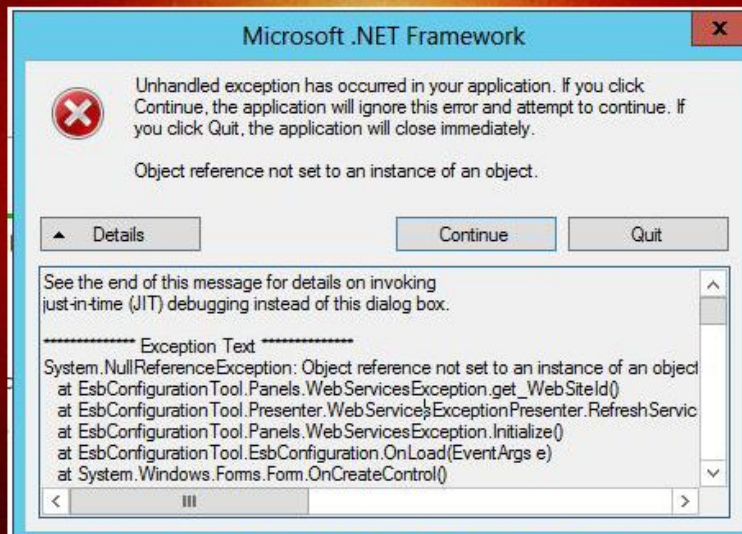 Microsoft .NET Framework
x
Unhandled exception has occurred in your application. If you click
Continue, the application will ignore this error and attempt to continue. If
you click Quit, the application will close immediately.
Object reference not set to an instance of an object.
Details
Continue
Quit
See the end of this message for details on invoking
just-in-time (JIT) debugging instead of this dialog box.
************** Exception Text **************
System.NullReferenceException: Object reference not set to an instance of an object
at EsbConfigurationTool.Panels.WebServicesException.get_WebSiteId()
at EsbConfigurationTool.Presenter.WebServicesExceptionPresenter.RefreshServic
at EsbConfigurationTool.Panels.WebServicesException.Initialize()
at EsbConfigurationTool.EsbConfiguration.OnLoad(EventArgs e)
at System.Windows.Forms.Form.OnCreateControl()